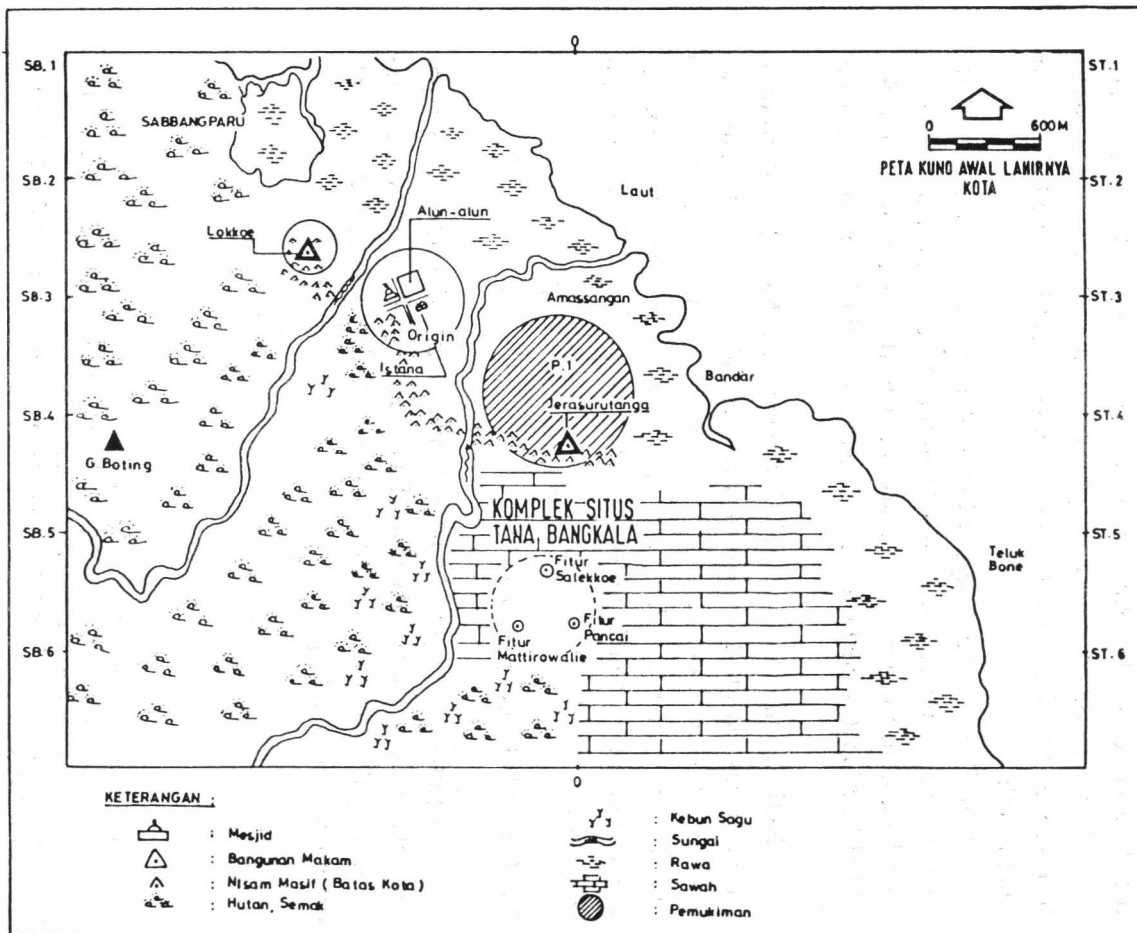 0
SB.1
ST.1
SABBANGPARU
0 600M
PETA KUNO AWAL LAHIRNYA
KOTA
SB.2
ST.2
Laut
Alun-alun
Lokkoe
SB.3
ST.3
Amassangan
Origin
Istana
P.1
Bandar
Jerasurutanga
SB.4
ST.4
G. Boting
KOMPLEK SITUS
TANA BANGKALA
SB.5
ST.5
Teluk
Bone
Fitur
Salekkoe
Fitur
Pancai
Fitur
Mattirowalie
SB.6
ST.6
0
KETERANGAN :
: Mesjid
: Bangunan Makam
: Nisam Masif ( Batas Kota )
: Hutan, Semak
: Kebun Sagu
: Sungai
: Rawa
: Sawah
: Pemukiman